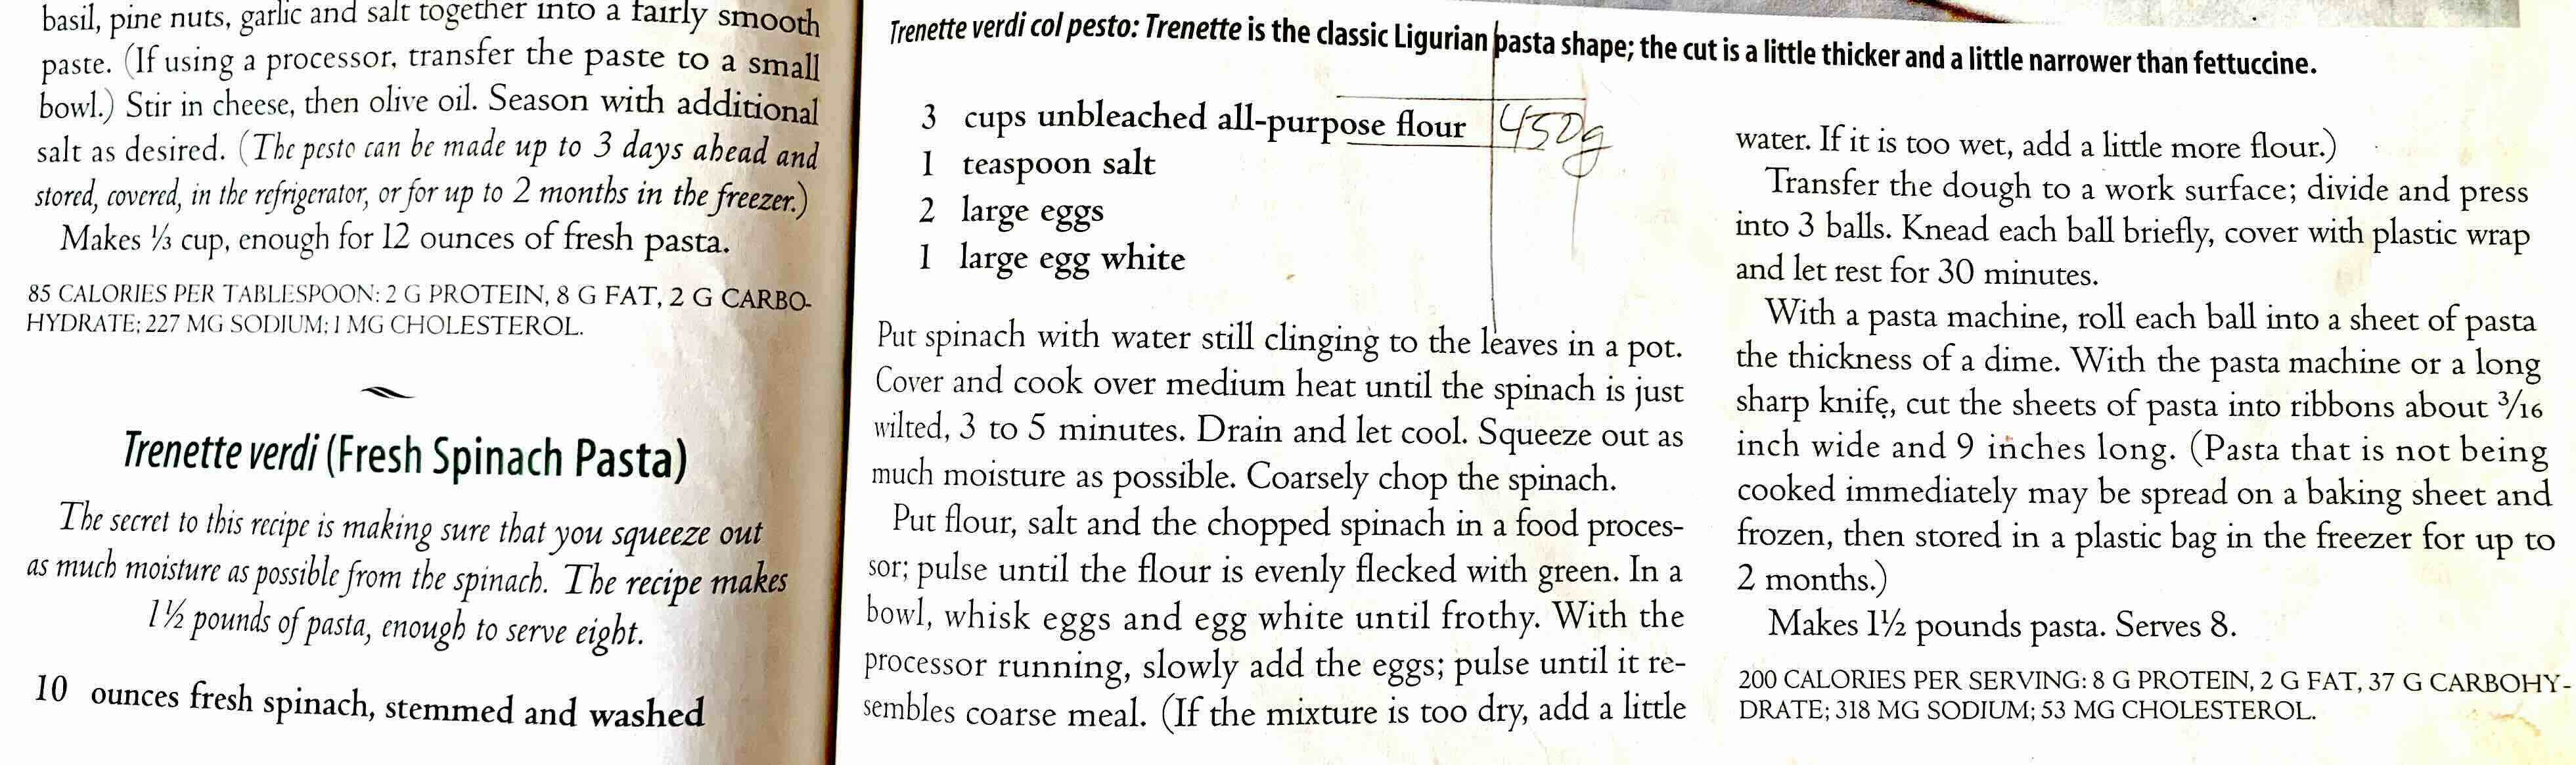 basil, pine nuts, garlic and salt together into a fairly smooth
paste. (If using a processor, transfer the paste to a small
bowl.) Stir in cheese, then olive oil. Season with additional
salt as desired. (The pesto can be made up to 3 days ahead and
stored, covered, in the refrigerator, or for up to 2 months in the freezer.)
Makes ⅓ cup, enough for 12 ounces of fresh pasta.
85 CALORIES PER TABLESPOON: 2 G PROTEIN, 8 G FAT, 2 G CARBO-
HYDRATE; 227 MG SODIUM; 1 MG CHOLESTEROL.
Trenette verdi (Fresh Spinach Pasta)
The secret to this recipe is making sure that you squeeze out
as much moisture as possible from the spinach. The recipe makes
1½ pounds of pasta, enough to serve eight.
10 ounces fresh spinach, stemmed and washed
Trenette verdi col pesto: Trenette is the classic Ligurian pasta shape; the cut is a little thicker and a little narrower than fettuccine.
3 cups unbleached all-purpose flour 450g
1 teaspoon salt
2 large eggs
1 large egg white
Put spinach with water still clinging to the leaves in a pot.
Cover and cook over medium heat until the spinach is just
wilted, 3 to 5 minutes. Drain and let cool. Squeeze out as
much moisture as possible. Coarsely chop the spinach.
Put flour, salt and the chopped spinach in a food proces-
sor; pulse until the flour is evenly flecked with green. In a
bowl, whisk eggs and egg white until frothy. With the
processor running, slowly add the eggs; pulse until it re-
sembles coarse meal. (If the mixture is too dry, add a little
water. If it is too wet, add a little more flour.)
Transfer the dough to a work surface; divide and press
into 3 balls. Knead each ball briefly, cover with plastic wrap
and let rest for 30 minutes.
With a pasta machine, roll each ball into a sheet of pasta
the thickness of a dime. With the pasta machine or a long
sharp knife, cut the sheets of pasta into ribbons about 3/16
inch wide and 9 inches long. (Pasta that is not being
cooked immediately may be spread on a baking sheet and
frozen, then stored in a plastic bag in the freezer for up to
2 months.)
Makes 1½ pounds pasta. Serves 8.
200 CALORIES PER SERVING: 8 G PROTEIN, 2 G FAT, 37 G CARBOHY-
DRATE; 318 MG SODIUM; 53 MG CHOLESTEROL.